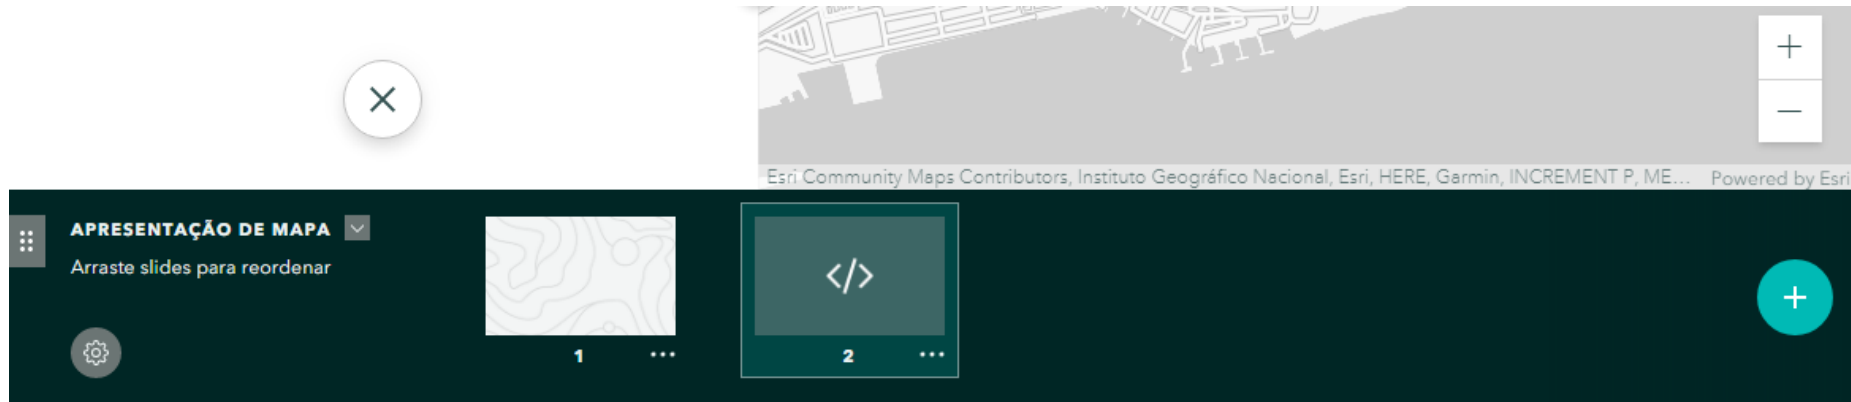 Esri Community Maps Contributors, Instituto Geográfico Nacional, Esri, HERE, Garmin, INCREMENT P, ME... Powered by Esri
APRESENTAÇÃO DE MAPA
Arraste slides para reordenar
1
2